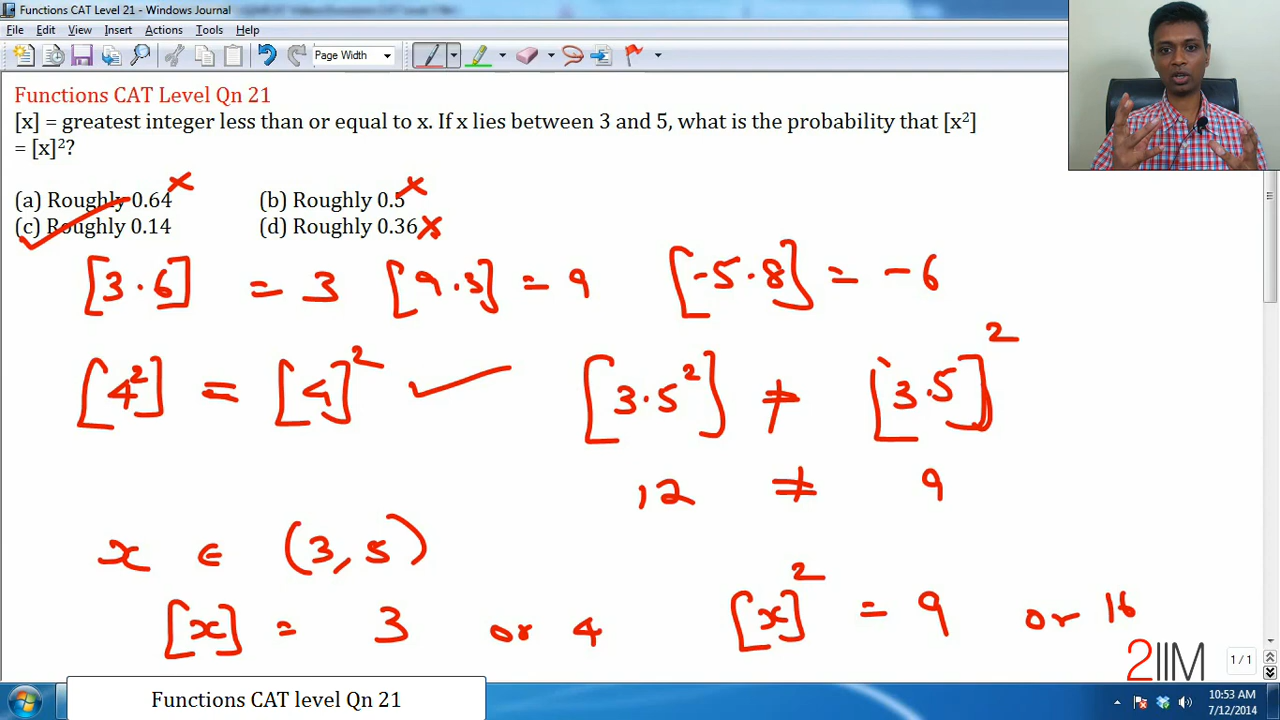 Functions CAT Level 21 - Windows Journal
File Edit View Insert Actions Tools Help
Page Width
Functions CAT Level Qn 21
[x] = greatest integer less than or equal to x. If x lies between 3 and 5, what is the probability that [x²]
= [x]²?
(a) Roughly 0.64 x (b) Roughly 0.5 x
(c) Roughly 0.14 (d) Roughly 0.36 x
[3.6] = 3 [9.3] = 9 [-5.8] = -6
[4²] = [4]² ✓ [3.5²] ≠ [3.5]²
12 ≠ 9
x ∈ (3, 5)
[x] = 3 or 4 [x]² = 9 or 16
2IIM
1 / 1
Functions CAT level Qn 21
10:53 AM
7/12/2014